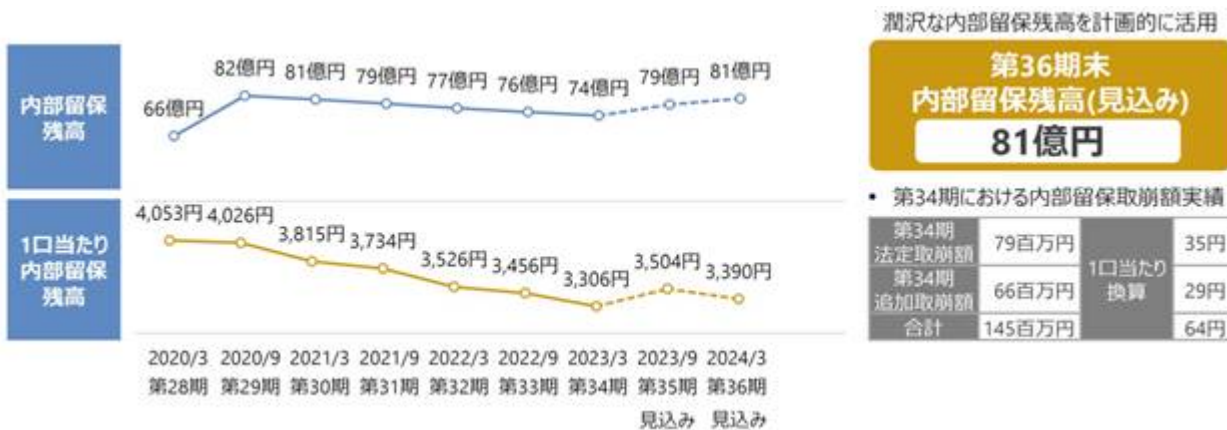 潤沢な内部留保残高を計画的に活用
第36期末
内部留保残高(見込み)
81億円
内部留保
残高
66億円 82億円 81億円 79億円 77億円 76億円 74億円 79億円 81億円
1口当たり
内部留保
残高
4,053円 4,026円 3,815円 3,734円 3,526円 3,456円 3,306円 3,504円 3,390円
2020/3 2020/9 2021/3 2021/9 2022/3 2022/9 2023/3 2023/9 2024/3
第28期 第29期 第30期 第31期 第32期 第33期 第34期 第35期 第36期
見込み 見込み
• 第34期における内部留保取崩額実績
第34期
法定取崩額 79百万円 35円
1口当たり
換算
第34期
追加取崩額 66百万円 29円
合計 145百万円 64円